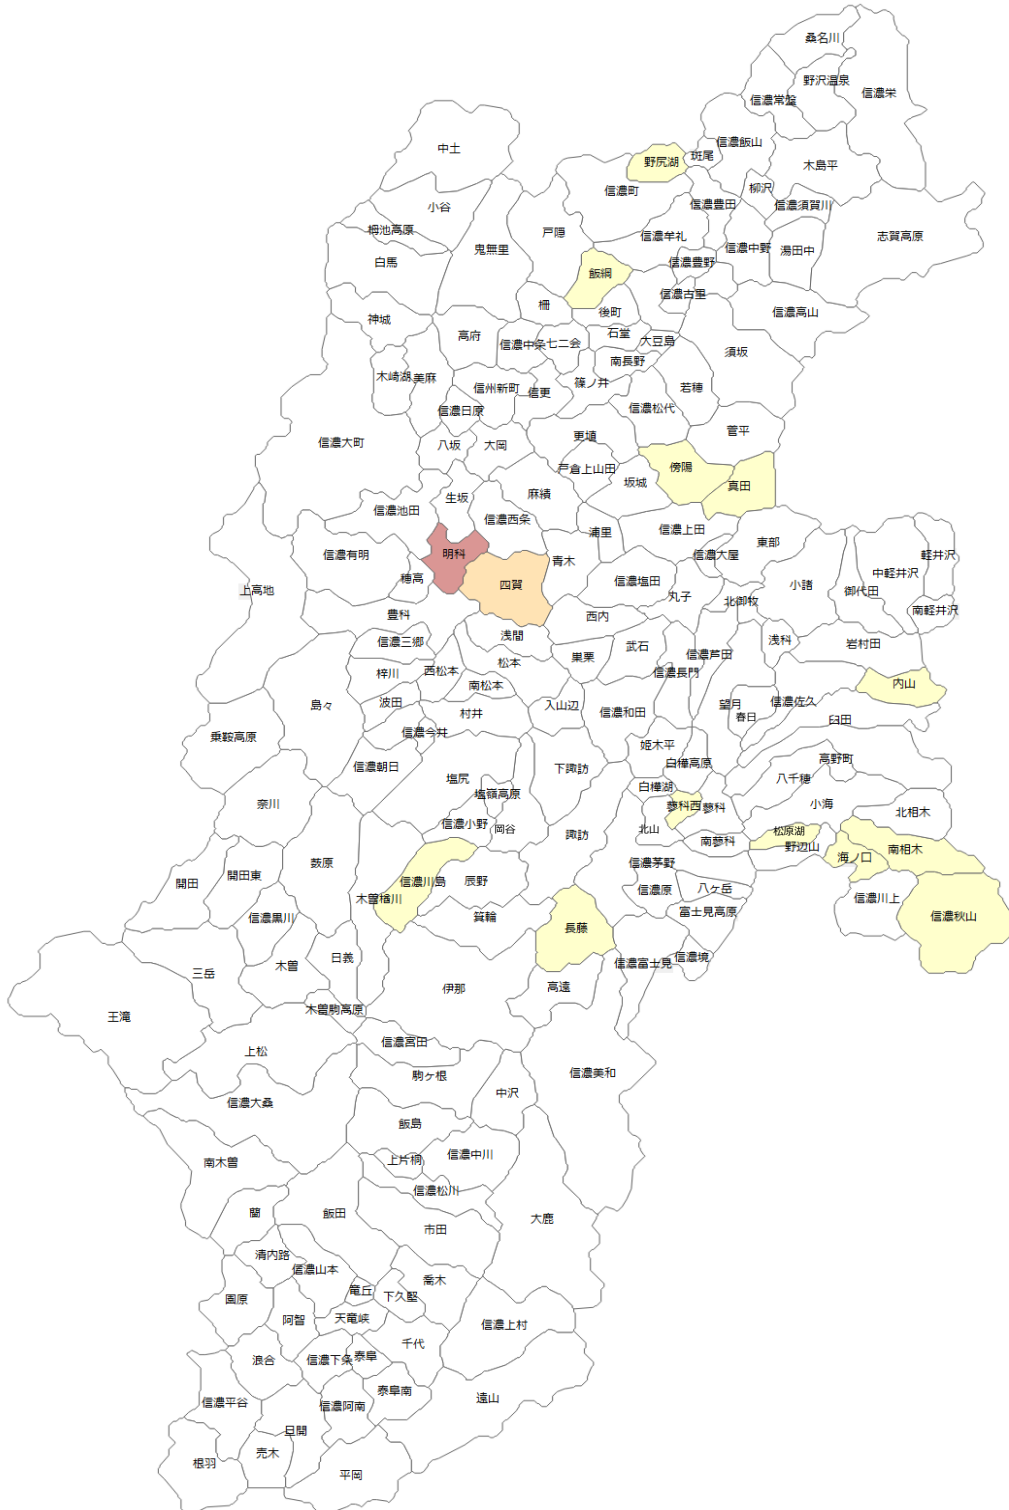 桑名川
野沢温泉
信濃栄
信濃常盤
信濃飯山
中土
斑尾
野尻湖
木島平
柳沢
信濃町
信濃豊田
信濃須賀川
小谷
栂池高原
戸隠
信濃牟礼
志賀高原
鬼無里
信濃中野
湯田中
白馬
信濃豊野
飯綱
信濃古里
柵
後町
信濃高山
神城
高府
石堂
信濃中条
七二会
大豆島
須坂
南長野
木崎湖
美麻
篠ノ井
信州新町
信更
若穂
信濃日原
信濃松代
菅平
更埴
信濃大町
八坂
大岡
戸倉上山田
傍陽
坂城
真田
麻績
生坂
信濃池田
信濃西条
浦里
信濃上田
東部
信濃有明
明科
青木
信濃大屋
軽井沢
中軽井沢
穂高
四賀
信濃塩田
小諸
御代田
上高地
丸子
北御牧
南軽井沢
豊科
西内
浅間
信濃三郷
武石
浅科
岩村田
松本
巣栗
信濃芦田
西松本
梓川
信濃長門
南松本
内山
波田
島々
村井
入山辺
信濃和田
望月
信濃佐久
春日
臼田
乗鞍高原
信濃今井
姫木平
信濃朝日
下諏訪
白樺高原
高野町
塩尻
白樺湖
八千穂
塩嶺高原
奈川
蓼科西
蓼科
小海
北相木
信濃小野
岡谷
諏訪
北山
松原湖
南蓼科
野辺山
南相木
海ノ口
薮原
信濃茅野
開田
開田東
信濃川島
辰野
八ヶ岳
木曽楢川
信濃原
信濃川上
信濃黒川
箕輪
富士見高原
信濃秋山
長藤
日義
信濃境
木曽
信濃富士見
三岳
伊那
高遠
木曽駒高原
王滝
信濃宮田
上松
信濃美和
駒ヶ根
中沢
信濃大桑
飯島
信濃中川
上片桐
南木曽
信濃松川
蘭
飯田
大鹿
市田
清内路
信濃山本
喬木
竜丘
下久堅
園原
阿智
天竜峡
信濃上村
千代
浪合
信濃下条
泰阜
泰阜南
遠山
信濃平谷
信濃阿南
旦開
売木
根羽
平岡